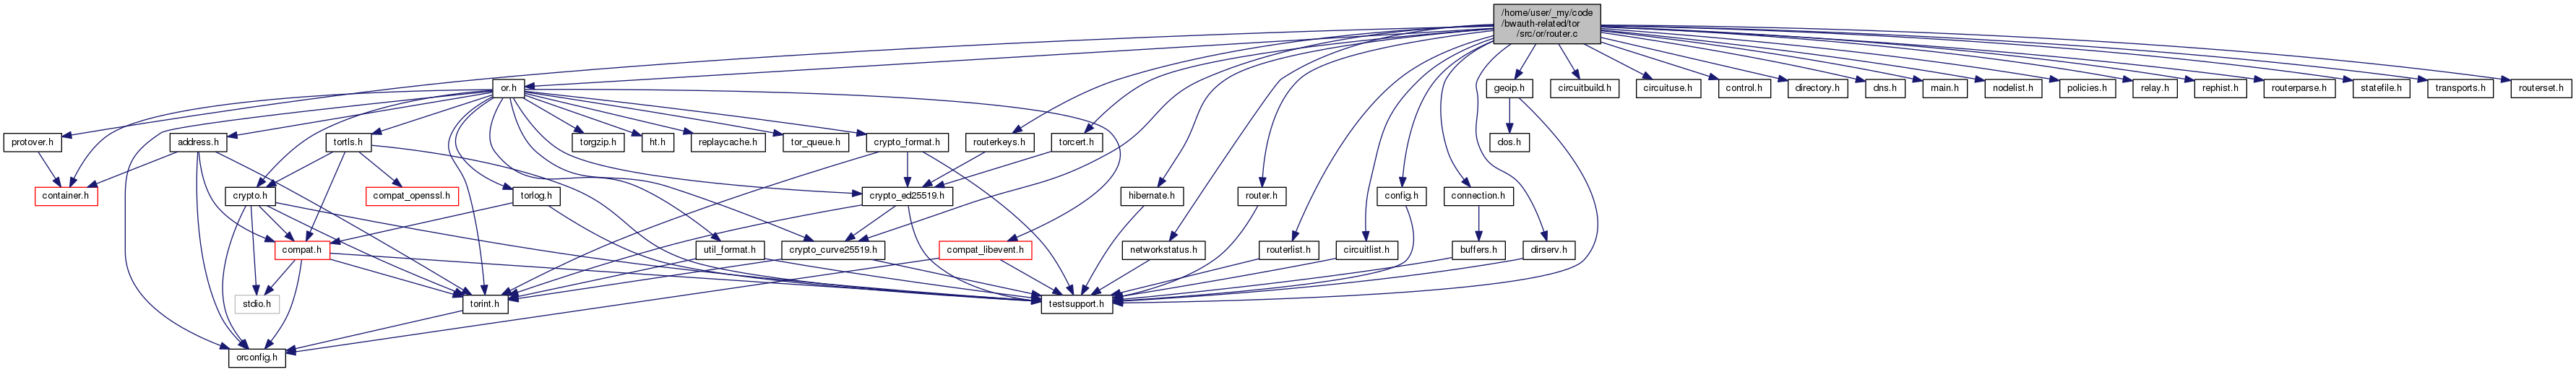 /home/user/_my/code
/bwauth-related/tor
/src/or/router.c
or.h
geoip.h
circuitbuild.h
circuituse.h
control.h
directory.h
dns.h
main.h
nodelist.h
policies.h
relay.h
rephist.h
routerparse.h
statefile.h
transports.h
routerset.h
protover.h
address.h
tortls.h
torgzip.h
ht.h
replaycache.h
tor_queue.h
crypto_format.h
routerkeys.h
torcert.h
dos.h
container.h
crypto.h
compat_openssl.h
torlog.h
crypto_ed25519.h
hibernate.h
router.h
config.h
connection.h
compat.h
util_format.h
crypto_curve25519.h
compat_libevent.h
networkstatus.h
routerlist.h
circuitlist.h
buffers.h
dirserv.h
stdio.h
torint.h
testsupport.h
orconfig.h